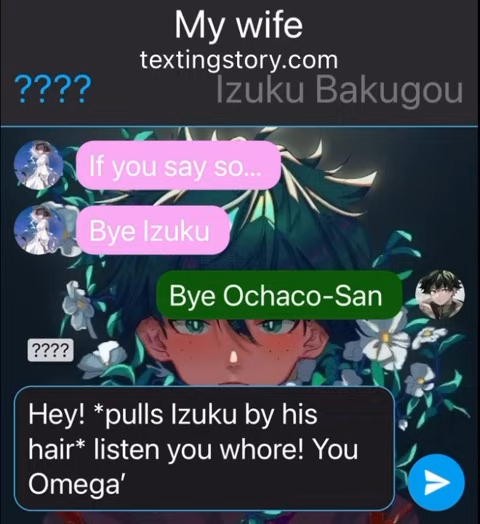 My wife
textingstory.com
???? Izuku Bakugou
If you say so...
Bye Izuku
Bye Ochaco-San
????
Hey! *pulls Izuku by his
hair* listen you whore! You
Omega’